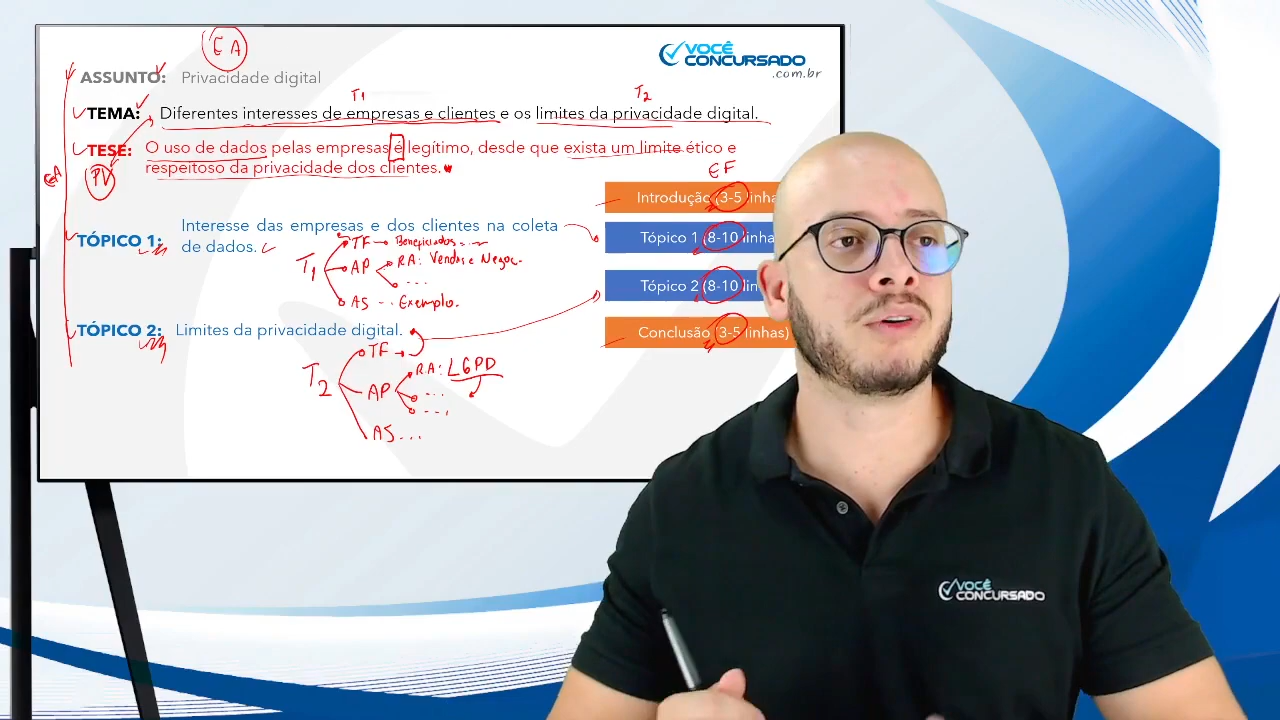 EA
VOCÊ
CONCURSADO
.com.br
ASSUNTO: Privacidade digital
T1 T2
TEMA: Diferentes interesses de empresas e clientes e os limites da privacidade digital.
TESE: O uso de dados pelas empresas é legítimo, desde que exista um limite ético e
respeitoso da privacidade dos clientes.
PV
EF
Introdução (3-5 linha
TÓPICO 1: Interesse das empresas e dos clientes na coleta
de dados.
Tópico 1 (8-10 linha
T1
TF → Beneficiados...
AP RA: Vendas e Negoc.
...
AS ... Exemplo.
Tópico 2 (8-10 lin
TÓPICO 2: Limites da privacidade digital.
Conclusão (3-5 linhas)
T2
TF →
AP RA: LGPD
...
...
AS ...
VOCÊ
CONCURSADO